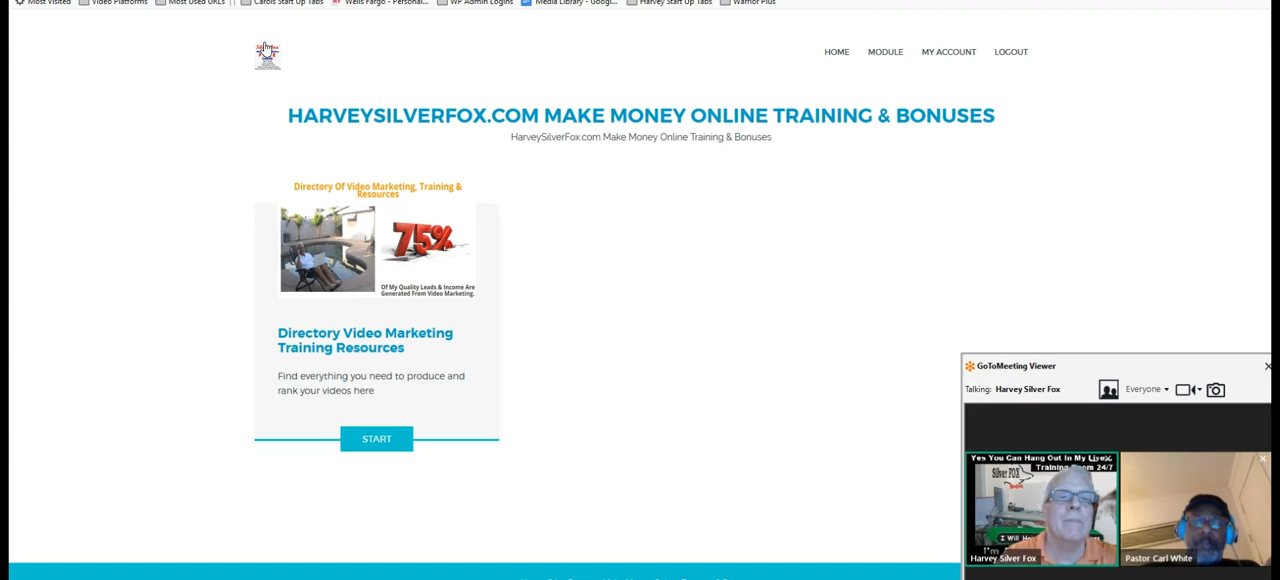 Most Visited Video Platforms Most Used URLs Carols Start Up Tabs Wells Fargo - Personal... WP Admin Logins Media Library - Googl... Harvey Start Up Tabs Warrior Plus
HOME MODULE MY ACCOUNT LOGOUT
HARVEYSILVERFOX.COM MAKE MONEY ONLINE TRAINING & BONUSES
HarveySilverFox.com Make Money Online Training & Bonuses
Directory Of Video Marketing, Training &
Resources
75%
Of My Quality Leads & Income Are
Generated From Video Marketing.
Directory Video Marketing
Training Resources
Find everything you need to produce and
rank your videos here
START
GoToMeeting Viewer
Talking: Harvey Silver Fox
Everyone
Yes You Can Hang Out In My Live
Training Room 24/7
Silver FOX
I Will
I'm
Harvey Silver Fox
Pastor Carl White